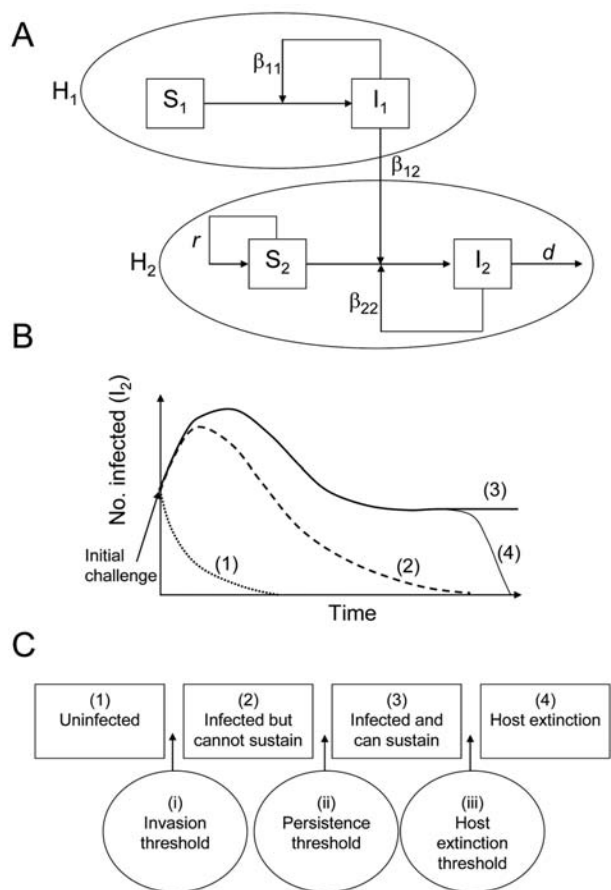 A
H₁
S₁
β₁₁
I₁
β₁₂
H₂
r
S₂
I₂
d
β₂₂
B
No. infected (I₂)
Initial
challenge
(1)
(2)
(3)
(4)
Time
C
(1)
Uninfected
(2)
Infected but
cannot sustain
(3)
Infected and
can sustain
(4)
Host extinction
(i)
Invasion
threshold
(ii)
Persistence
threshold
(iii)
Host
extinction
threshold